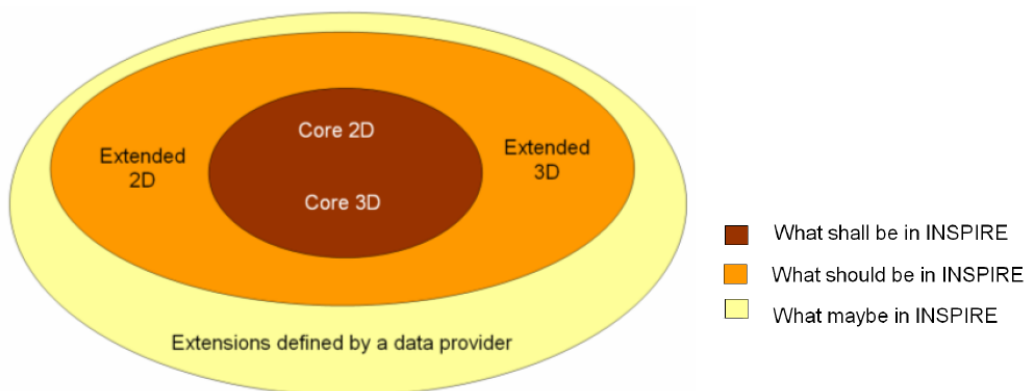 Core 2D
Extended
2D
Extended
3D
Core 3D
Extensions defined by a data provider
What shall be in INSPIRE
What should be in INSPIRE
What maybe in INSPIRE